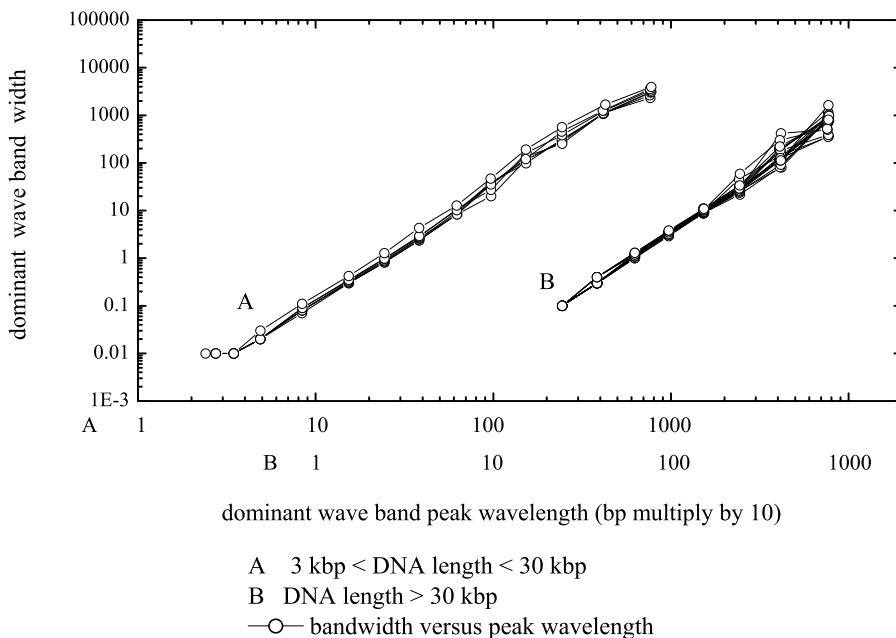 dominant wave band width
100000
10000
1000
100
10
1
0.1
0.01
1E-3
A
B
A 1 10 100 1000
B 1 10 100 1000
dominant wave band peak wavelength (bp multiply by 10)
A 3 kbp < DNA length < 30 kbp
B DNA length > 30 kbp
bandwidth versus peak wavelength